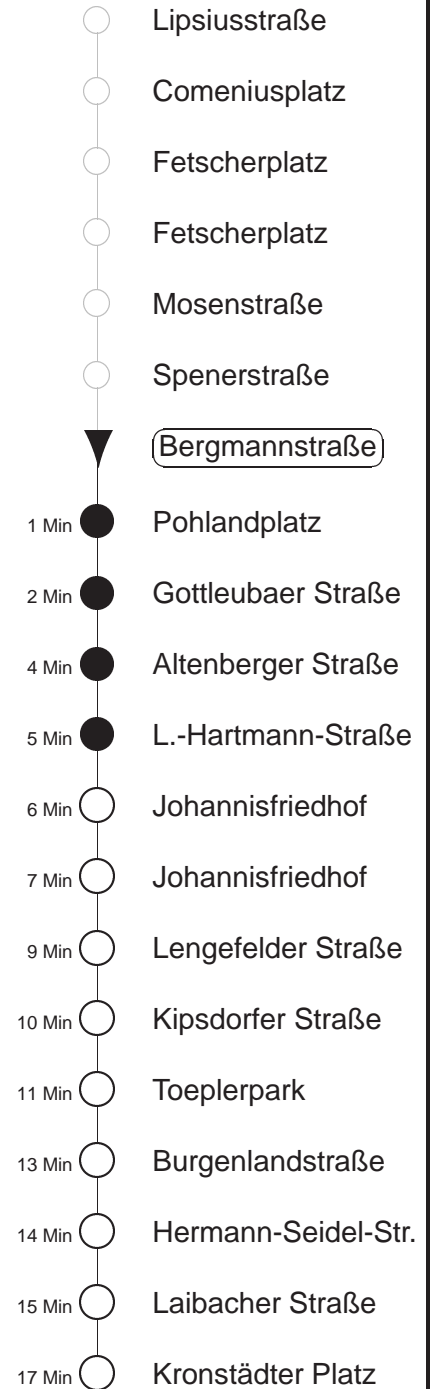 Lipsiusstraße
Comeniusplatz
Fetscherplatz
Fetscherplatz
Mosenstraße
Spenerstraße
Bergmannstraße
1 Min Pohlandplatz
2 Min Gottleubaer Straße
4 Min Altenberger Straße
5 Min L.-Hartmann-Straße
6 Min Johannisfriedhof
7 Min Johannisfriedhof
9 Min Lengefelder Straße
10 Min Kipsdorfer Straße
11 Min Toeplerpark
13 Min Burgenlandstraße
14 Min Hermann-Seidel-Str.
15 Min Laibacher Straße
17 Min Kronstädter Platz